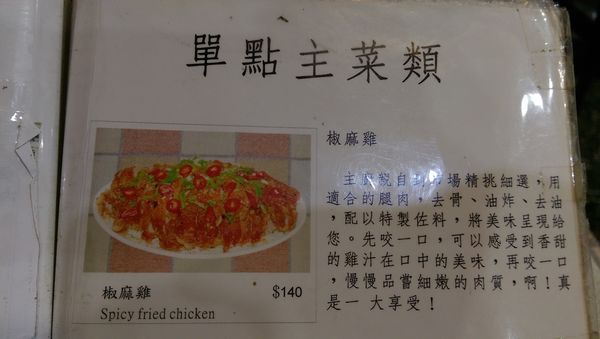 單點主菜類
椒麻雞
主廚親自到市場精挑細選，用
適合的腿肉，去骨、油炸、去油
，配以特製佐料，將美味呈現給
您。先咬一口，可以感受到香甜
的雞汁在口中的美味，再咬一口
，慢慢品嘗細嫩的肉質，啊！真
是一 大享受！
椒麻雞 $140
Spicy fried chicken